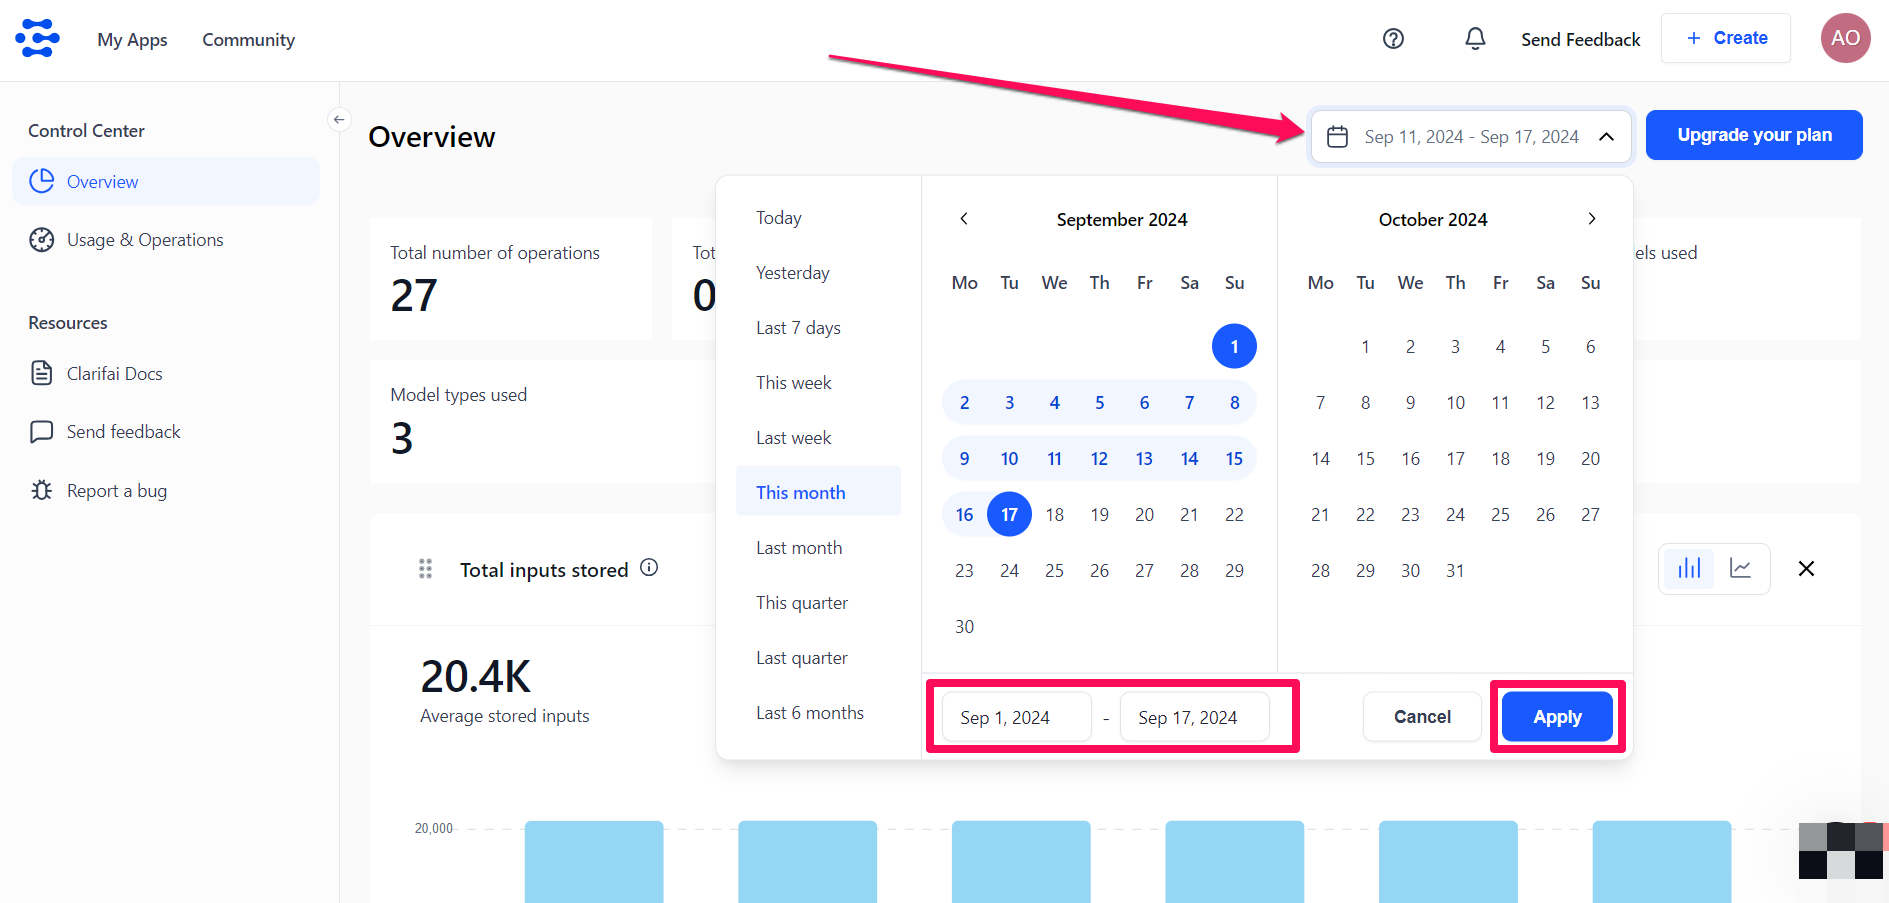 My Apps
Community
Send Feedback
+ Create
AO
Control Center
Overview
Usage & Operations
Resources
Clarifai Docs
Send feedback
Report a bug
Overview
Sep 11, 2024 - Sep 17, 2024
Upgrade your plan
Total number of operations
27
Tot
0
els used
Model types used
3
Total inputs stored
20.4K
Average stored inputs
20,000
Today
Yesterday
Last 7 days
This week
Last week
This month
Last month
This quarter
Last quarter
Last 6 months
September 2024
Mo Tu We Th Fr Sa Su
1
2 3 4 5 6 7 8
9 10 11 12 13 14 15
16 17 18 19 20 21 22
23 24 25 26 27 28 29
30
October 2024
Mo Tu We Th Fr Sa Su
1 2 3 4 5 6
7 8 9 10 11 12 13
14 15 16 17 18 19 20
21 22 23 24 25 26 27
28 29 30 31
Sep 1, 2024 - Sep 17, 2024
Cancel
Apply